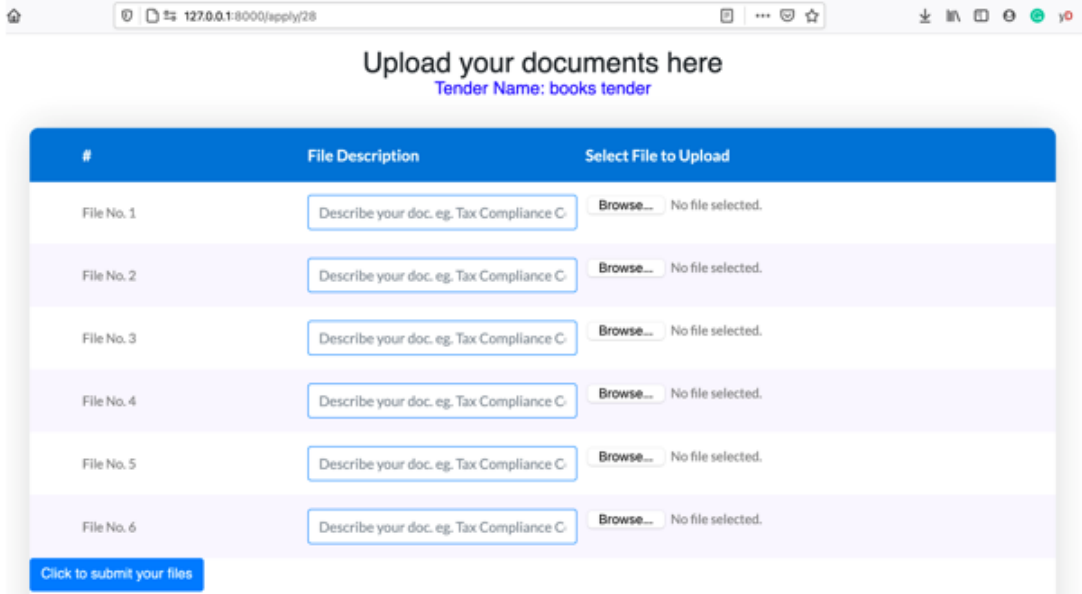 127.0.0.1:8000/apply/28
Upload your documents here
Tender Name: books tender
# File Description Select File to Upload
File No. 1 Describe your doc. eg. Tax Compliance C Browse... No file selected.
File No. 2 Describe your doc. eg. Tax Compliance C Browse... No file selected.
File No. 3 Describe your doc. eg. Tax Compliance C Browse... No file selected.
File No. 4 Describe your doc. eg. Tax Compliance C Browse... No file selected.
File No. 5 Describe your doc. eg. Tax Compliance C Browse... No file selected.
File No. 6 Describe your doc. eg. Tax Compliance C Browse... No file selected.
Click to submit your files